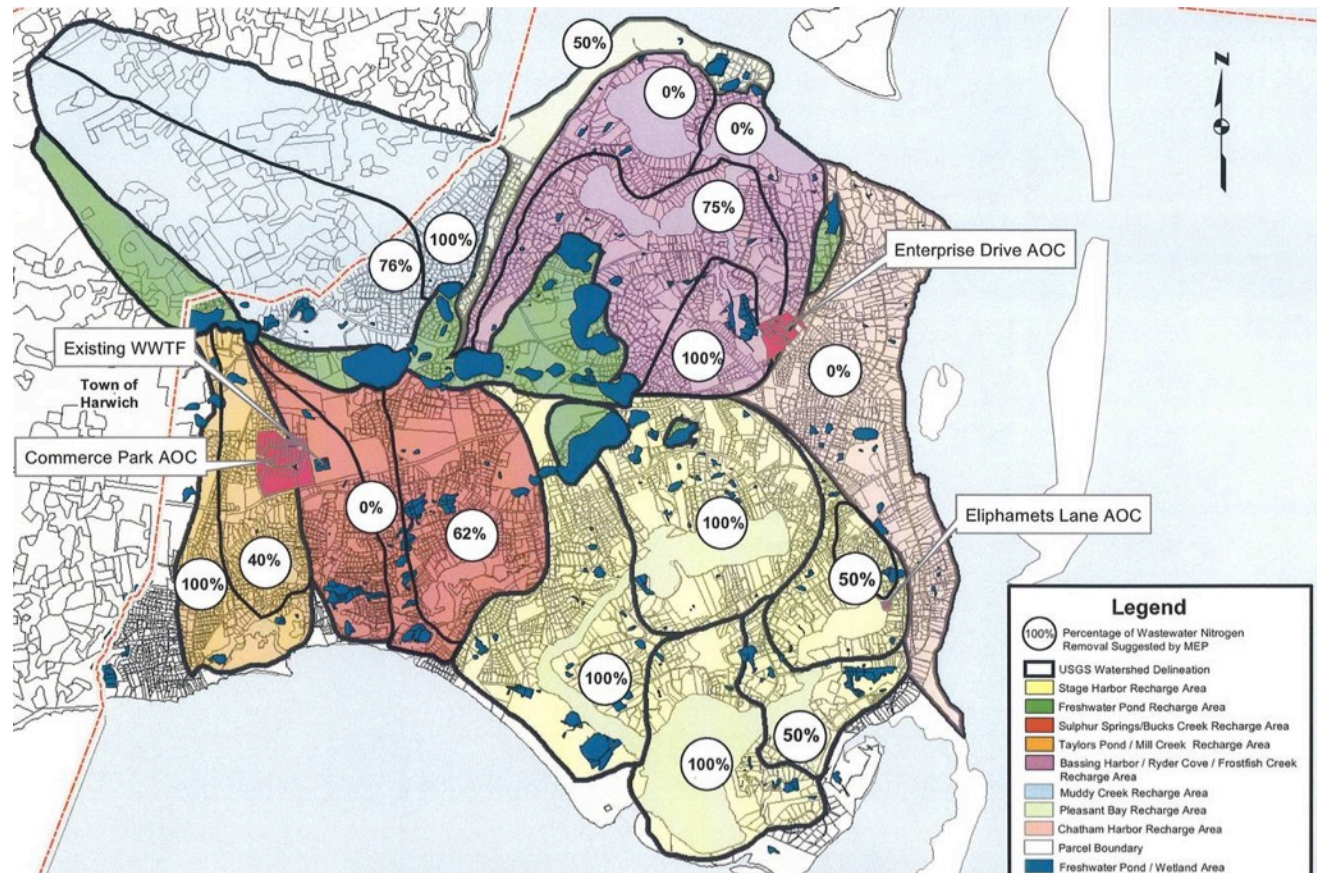 50%
0%
0%
Z
75%
100%
76%
Enterprise Drive AOC
Existing WWTF
100%
0%
Town of
Harwich
Commerce Park AOC
0%
100%
Eliphamets Lane AOC
62%
40%
100%
50%
100%
50%
100%
Legend
100%
Percentage of Wastewater Nitrogen
Removal Suggested by MEP
USGS Watershed Delineation
Stage Harbor Recharge Area
Freshwater Pond Recharge Area
Sulphur Springs/Bucks Creek Recharge Area
Taylors Pond / Mill Creek Recharge Area
Bassing Harbor / Ryder Cove / Frostfish Creek
Recharge Area
Muddy Creek Recharge Area
Pleasant Bay Recharge Area
Chatham Harbor Recharge Area
Parcel Boundary
Freshwater Pond / Wetland Area